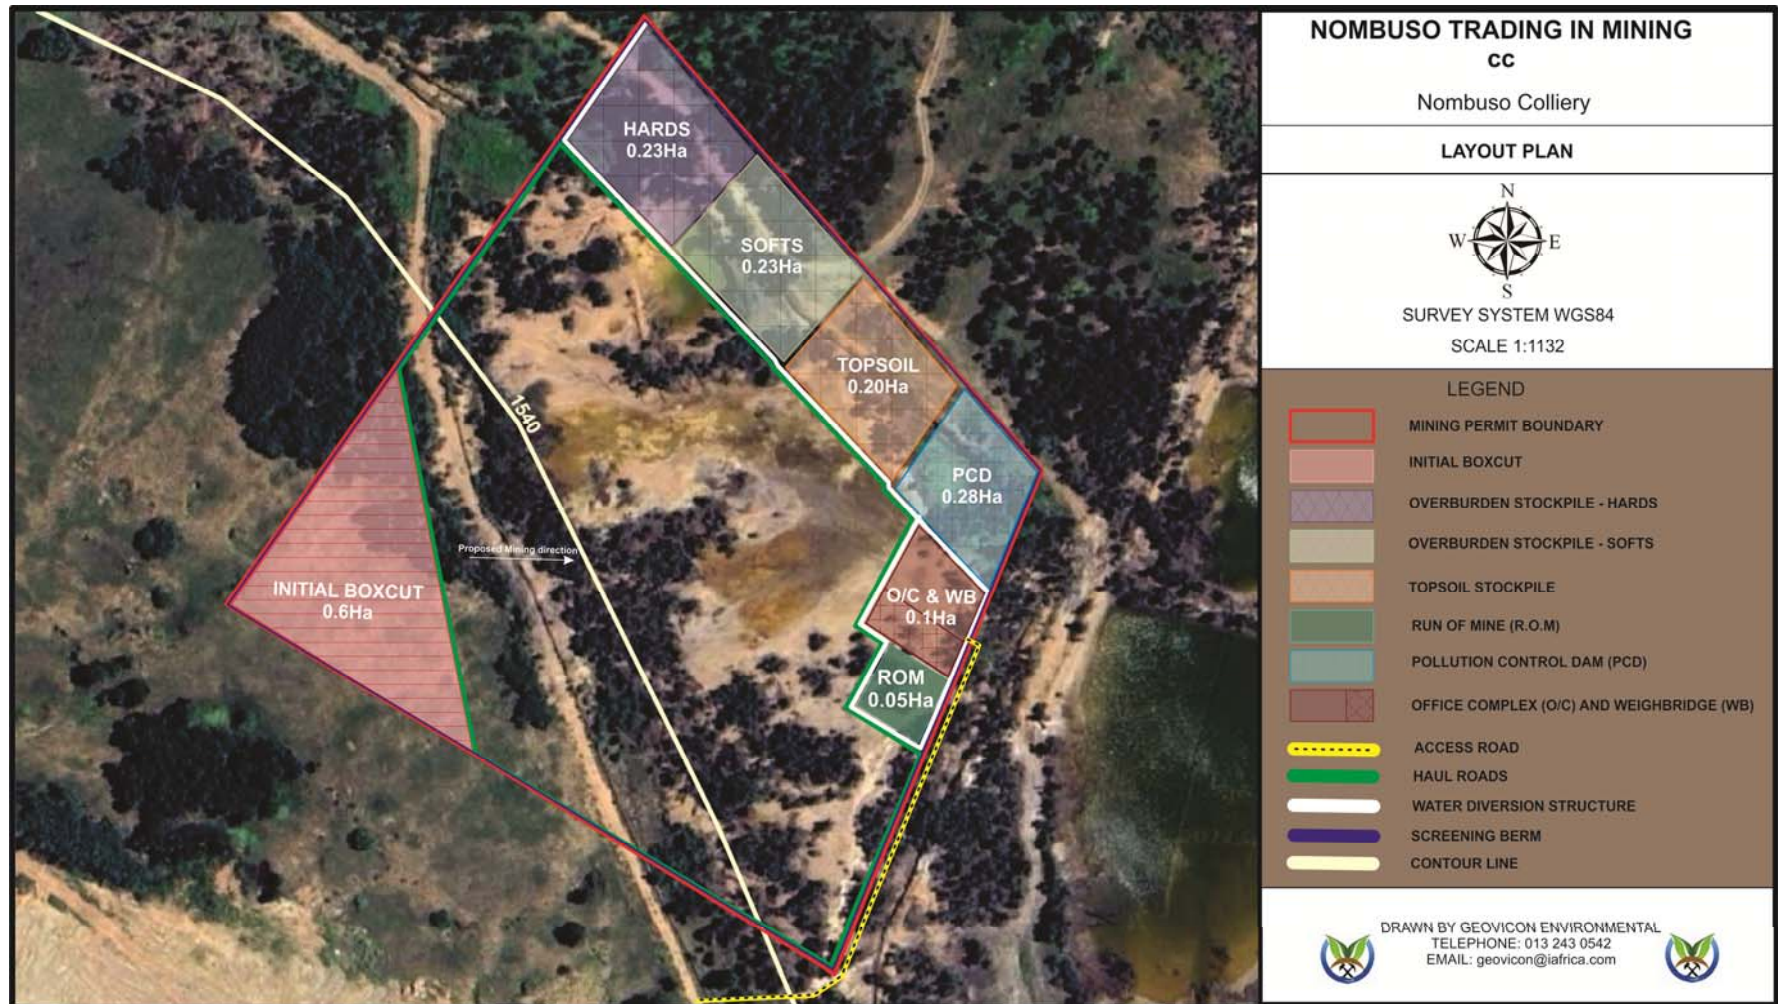 NOMBUSO TRADING IN MINING
CC
Nombuso Colliery
LAYOUT PLAN
N
W
E
S
SURVEY SYSTEM WGS84
SCALE 1:1132
LEGEND
MINING PERMIT BOUNDARY
INITIAL BOXCUT
OVERBURDEN STOCKPILE - HARDS
OVERBURDEN STOCKPILE - SOFTS
TOPSOIL STOCKPILE
RUN OF MINE (R.O.M)
POLLUTION CONTROL DAM (PCD)
OFFICE COMPLEX (O/C) AND WEIGHBRIDGE (WB)
ACCESS ROAD
HAUL ROADS
WATER DIVERSION STRUCTURE
SCREENING BERM
CONTOUR LINE
DRAWN BY GEOVICON ENVIRONMENTAL
TELEPHONE: 013 243 0542
EMAIL: geovicon@iafrica.com
HARDS
0.23Ha
SOFTS
0.23Ha
TOPSOIL
0.20Ha
PCD
0.28Ha
1540
Proposed Mining direction
INITIAL BOXCUT
0.6Ha
O/C & WB
0.1Ha
ROM
0.05Ha